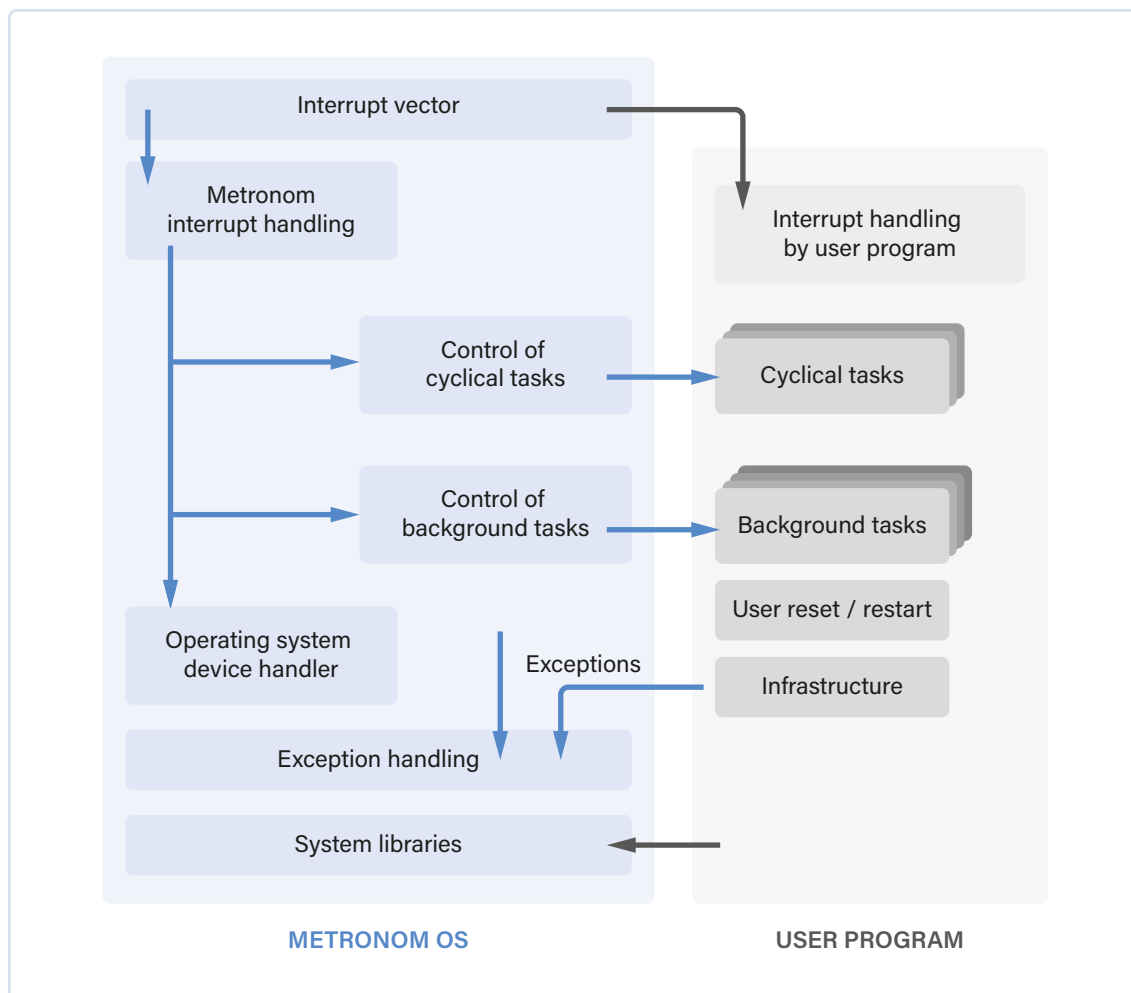 Interrupt vector
Metronom
interrupt handling
Interrupt handling
by user program
Control of
cyclical tasks
Cyclical tasks
Control of
background tasks
Background tasks
User reset / restart
Operating system
device handler
Exceptions
Infrastructure
Exception handling
System libraries
METRONOM OS
USER PROGRAM